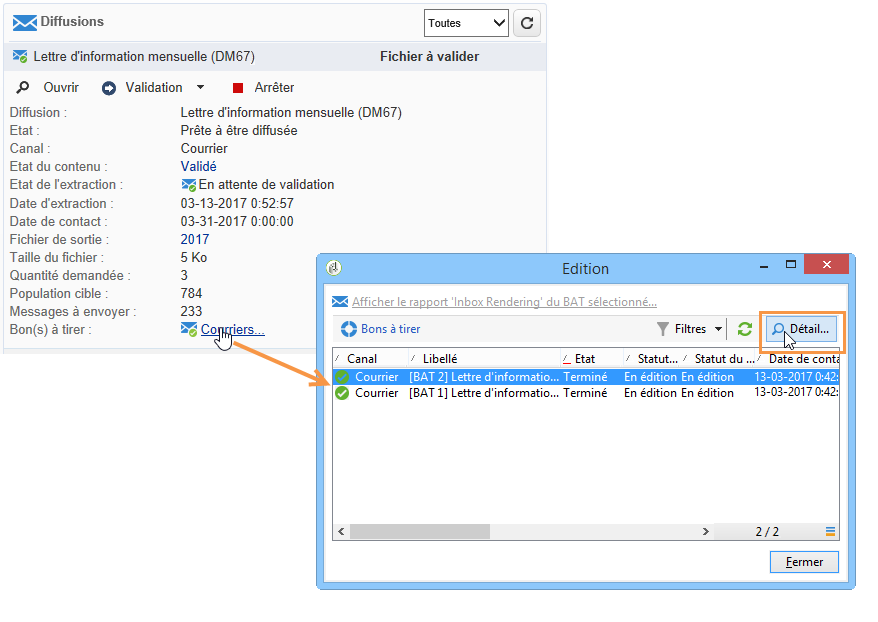 Diffusions
Toutes
Lettre d'information mensuelle (DM67) Fichier à valider
Ouvrir Validation Arrêter
Diffusion : Lettre d'information mensuelle (DM67)
Etat : Prête à être diffusée
Canal : Courrier
Etat du contenu : Validé
Etat de l'extraction : En attente de validation
Date d'extraction : 03-13-2017 0:52:57
Date de contact : 03-31-2017 0:00:00
Fichier de sortie : 2017
Taille du fichier : 5 Ko
Quantité demandée : 3
Population cible : 784
Messages à envoyer : 233
Bon(s) à tirer : Courriers...
Edition
Afficher le rapport 'Inbox Rendering' du BAT sélectionné...
Bons à tirer Filtres Détail...
Canal Libellé Etat Statut... Statut du ... Date de conta
Courrier [BAT 2] Lettre d'informatio... Terminé En édition En édition 13-03-2017 0:42:
Courrier [BAT 1] Lettre d'informatio... Terminé En édition En édition 13-03-2017 0:42:
2 / 2
Fermer